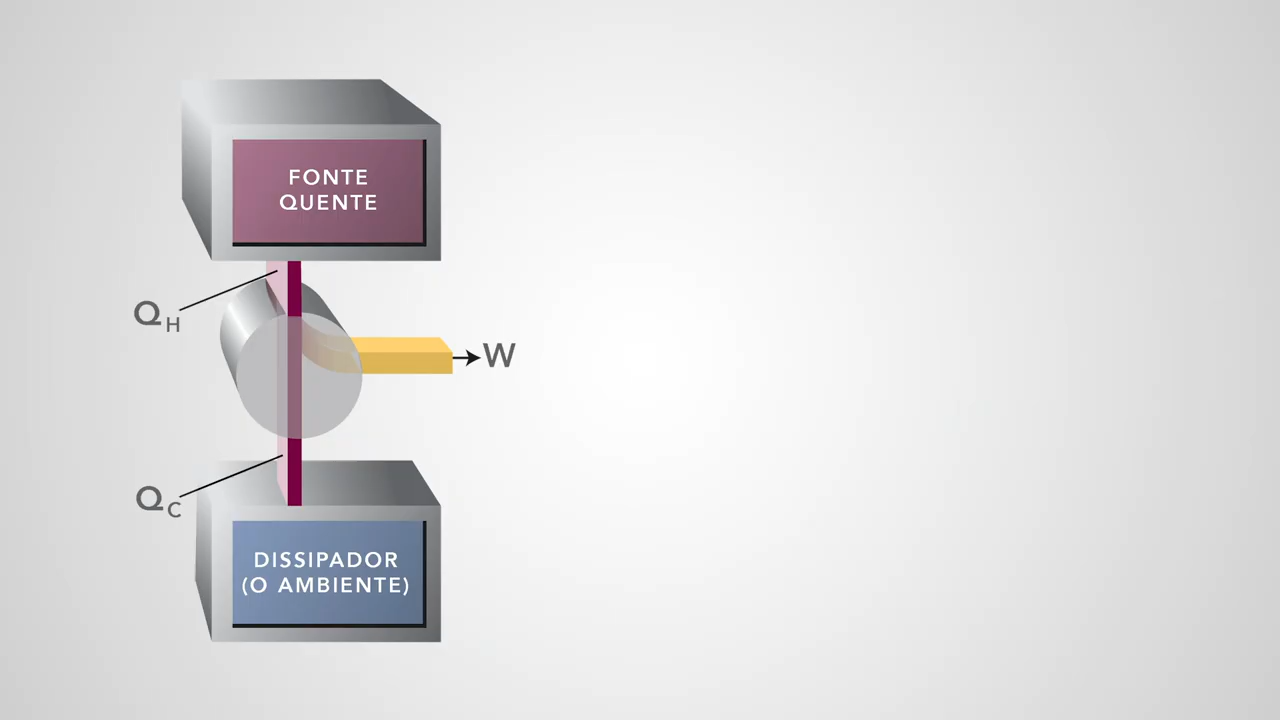 FONTE
QUENTE
QH
W
QC
DISSIPADOR
(O AMBIENTE)